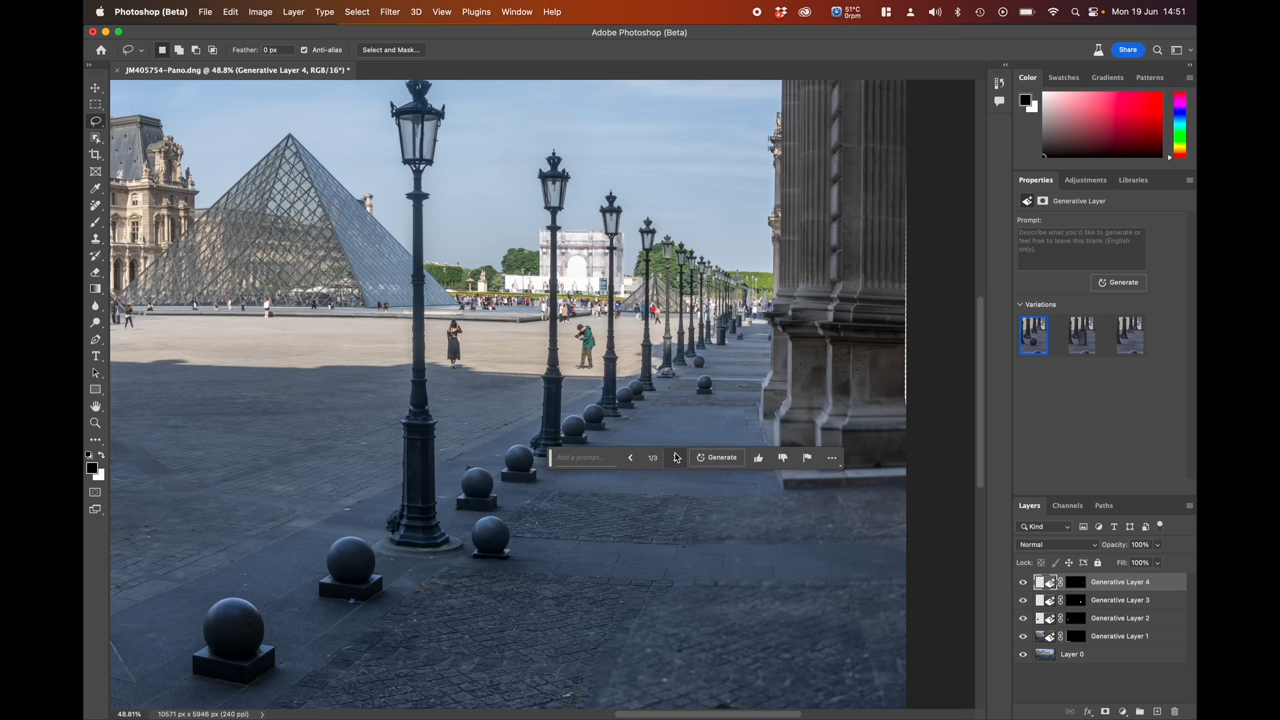 Photoshop (Beta) File Edit Image Layer Type Select Filter 3D View Plugins Window Help 51°C 0rpm Mon 19 Jun 14:51
Adobe Photoshop (Beta)
Feather: 0 px Anti-alias Select and Mask... Share
× JM405754-Pano.dng @ 48.8% (Generative Layer 4, RGB/16*) *
Color Swatches Gradients Patterns
Properties Adjustments Libraries
Generative Layer
Prompt:
Describe what you'd like to generate or
feel free to leave this blank (English
only).
Generate
Variations
Add a prompt... 1/3 Generate
Layers Channels Paths
Kind
Normal Opacity: 100%
Lock: Fill: 100%
Generative Layer 4
Generative Layer 3
Generative Layer 2
Generative Layer 1
Layer 0
48.81% 10571 px x 5946 px (240 ppi)